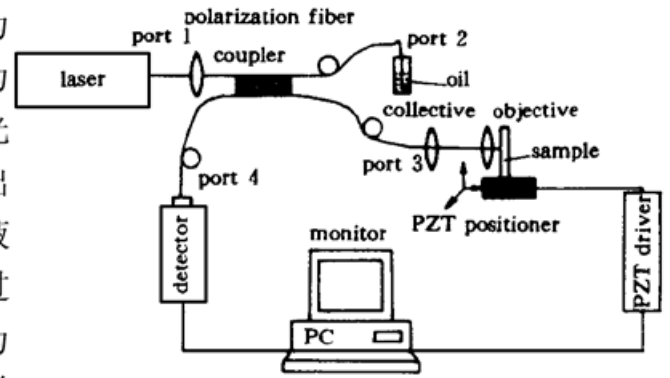 polarization fiber
port 1
coupler
port 2
laser
oil
collective
objective
port 3
sample
port 4
PZT positioner
detector
monitor
PZT driver
PC